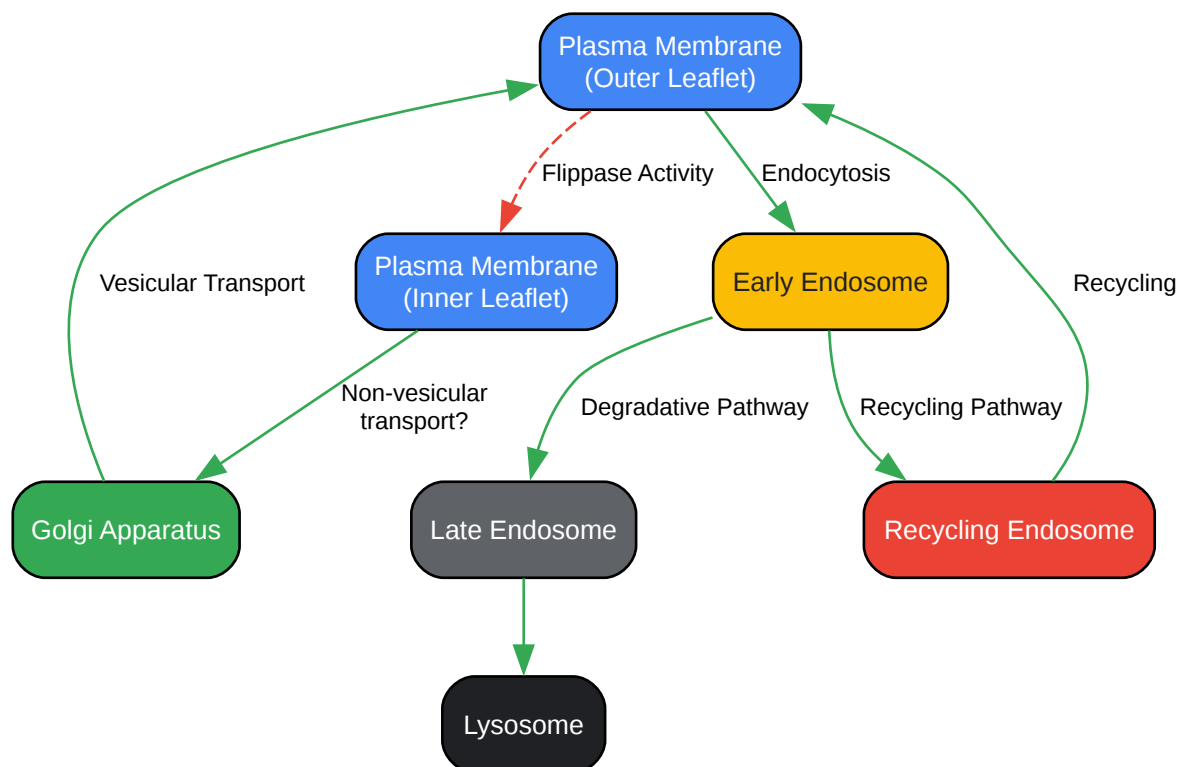 Plasma Membrane
(Outer Leaflet)
Flippase Activity
Endocytosis
Vesicular Transport
Plasma Membrane
(Inner Leaflet)
Early Endosome
Recycling
Non-vesicular
transport?
Degradative Pathway
Recycling Pathway
Golgi Apparatus
Late Endosome
Recycling Endosome
Lysosome